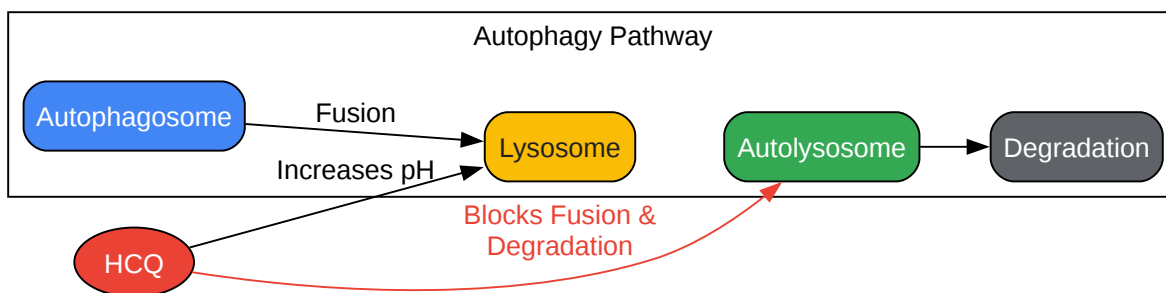 Autophagy Pathway
Autophagosome
Fusion
Lysosome
Autolysosome
Degradation
Increases pH
Blocks Fusion &
Degradation
HCQ